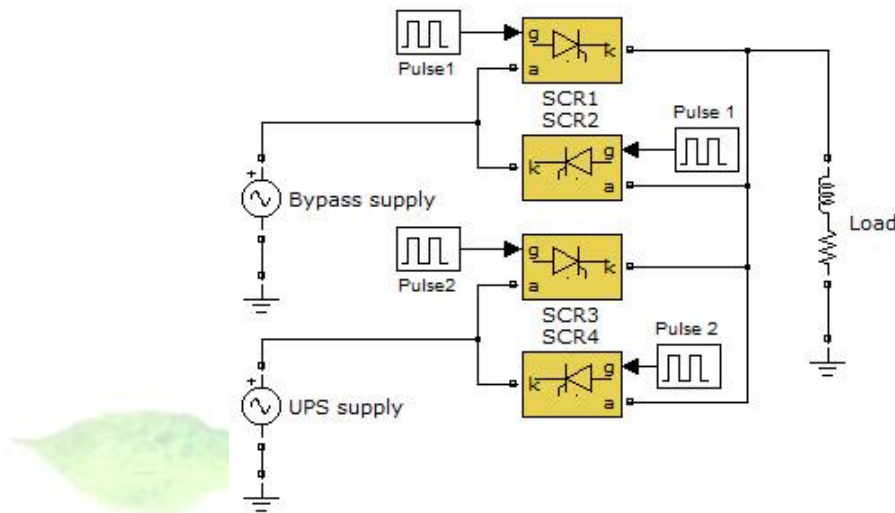 g
k
Pulse1
a
SCR1
SCR2
Pulse 1
g
k
a
+
Bypass supply
Load
g
k
Pulse2
a
SCR3
SCR4
Pulse 2
g
k
a
+
UPS supply